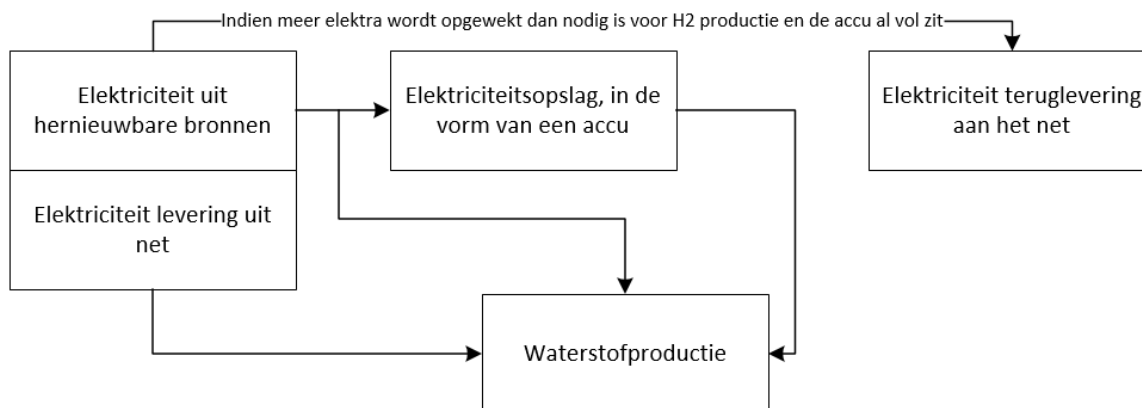 Indien meer elektra wordt opgewekt dan nodig is voor H2 productie en de accu al vol zit
Elektriciteit uit
hernieuwbare bronnen
Elektriciteitsopslag, in de
vorm van een accu
Elektriciteit teruglevering
aan het net
Elektriciteit levering uit
net
Waterstofproductie